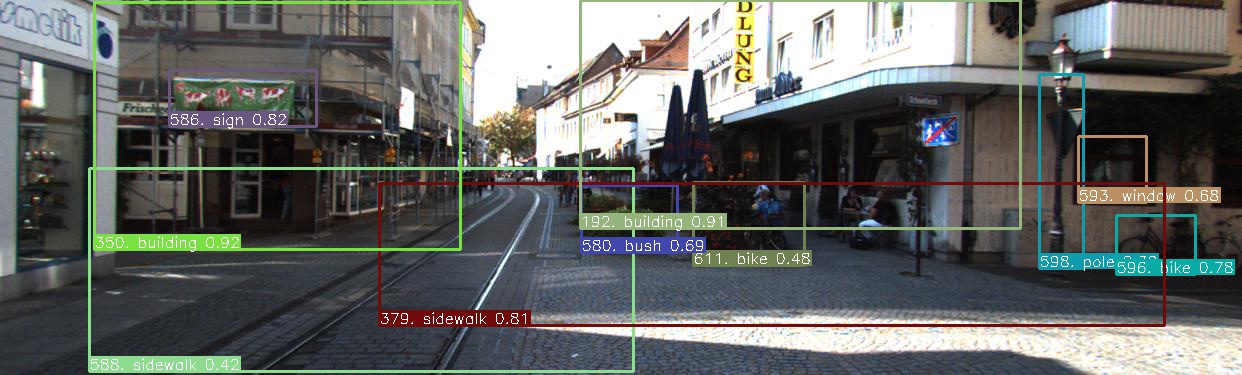 smetik
DLUNG
Frische
K
586. sign 0.82
350. building 0.92
192. building 0.91
580. bush 0.69
611. bike 0.48
593. window 0.68
598. pole
596. bike 0.78
379. sidewalk 0.81
588. sidewalk 0.42